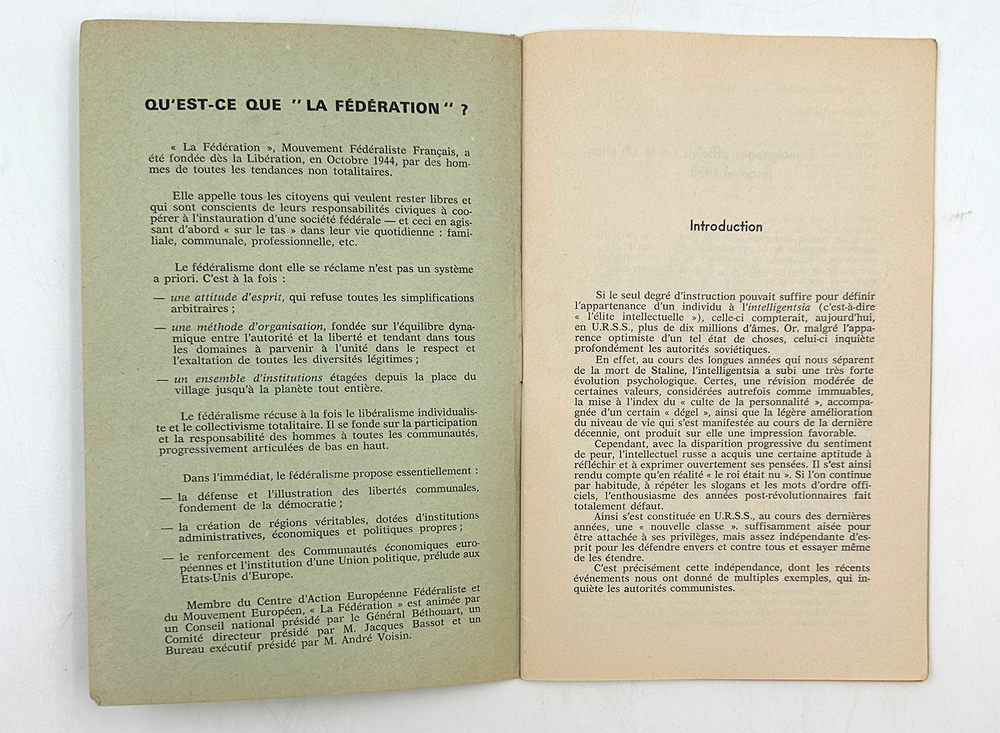 QU'EST-CE QUE " LA FÉDÉRATION " ?
« La Fédération », Mouvement Fédéraliste Français, a
été fondée dès la Libération, en Octobre 1944, par des hom-
mes de toutes les tendances non totalitaires.
Elle appelle tous les citoyens qui veulent rester libres et
qui sont conscients de leurs responsabilités civiques à coo-
pérer à l'instauration d'une société fédérale — et ceci en agis-
sant d'abord « sur le tas » dans leur vie quotidienne : fami-
liale, communale, professionnelle, etc.
Le fédéralisme dont elle se réclame n'est pas un système
a priori. C'est à la fois :
— une attitude d'esprit, qui refuse toutes les simplifications
arbitraires ;
— une méthode d'organisation, fondée sur l'équilibre dyna-
mique entre l'autorité et la liberté et tendant dans tous
les domaines à parvenir à l'unité dans le respect et
l'exaltation de toutes les diversités légitimes ;
— un ensemble d'institutions étagées depuis la place du
village jusqu'à la planète tout entière.
Le fédéralisme récuse à la fois le libéralisme individualis-
te et le collectivisme totalitaire. Il se fonde sur la participation
et la responsabilité des hommes à toutes les communautés,
progressivement articulées de bas en haut.
Dans l'immédiat, le fédéralisme propose essentiellement :
— la défense et l'illustration des libertés communales,
fondement de la démocratie ;
— la création de régions véritables, dotées d'institutions
administratives, économiques et politiques propres ;
— le renforcement des Communautés économiques euro-
péennes et l'institution d'une Union politique, prélude aux
Etats-Unis d'Europe.
Membre du Centre d'Action Européenne Fédéraliste et
du Mouvement Européen, « La Fédération » est animée par
un Conseil national présidé par le Général Béthouart, un
Comité directeur présidé par M. Jacques Bassot et un
Bureau exécutif présidé par M. André Voisin.
Introduction
Si le seul degré d'instruction pouvait suffire pour définir
l'appartenance d'un individu à l'intelligentsia (c'est-à-dire
« l'élite intellectuelle »), celle-ci compterait, aujourd'hui,
en U.R.S.S., plus de dix millions d'âmes. Or, malgré l'appa-
rence optimiste d'un tel état de choses, celui-ci inquiète
profondément les autorités soviétiques.
En effet, au cours des longues années qui nous séparent
de la mort de Staline, l'intelligentsia a subi une très forte
évolution psychologique. Certes, une révision modérée de
certaines valeurs, considérées autrefois comme immuables,
la mise à l'index du « culte de la personnalité », accompa-
gnée d'un certain « dégel », ainsi que la légère amélioration
du niveau de vie qui s'est manifestée au cours de la dernière
décennie, ont produit sur elle une impression favorable.
Cependant, avec la disparition progressive du sentiment
de peur, l'intellectuel russe a acquis une certaine aptitude à
réfléchir et à exprimer ouvertement ses pensées. Il s'est ainsi
rendu compte qu'en réalité « le roi était nu ». Si l'on continue
par habitude, à répéter les slogans et les mots d'ordre offi-
ciels, l'enthousiasme des années post-révolutionnaires fait
totalement défaut.
Ainsi s'est constituée en U.R.S.S., au cours des dernières
années, une « nouvelle classe », suffisamment aisée pour
être attachée à ses privilèges, mais assez indépendante d'es-
prit pour les défendre envers et contre tous et essayer même
de les étendre.
C'est précisément cette indépendance, dont les récents
événements nous ont donné de multiples exemples, qui in-
quiète les autorités communistes.